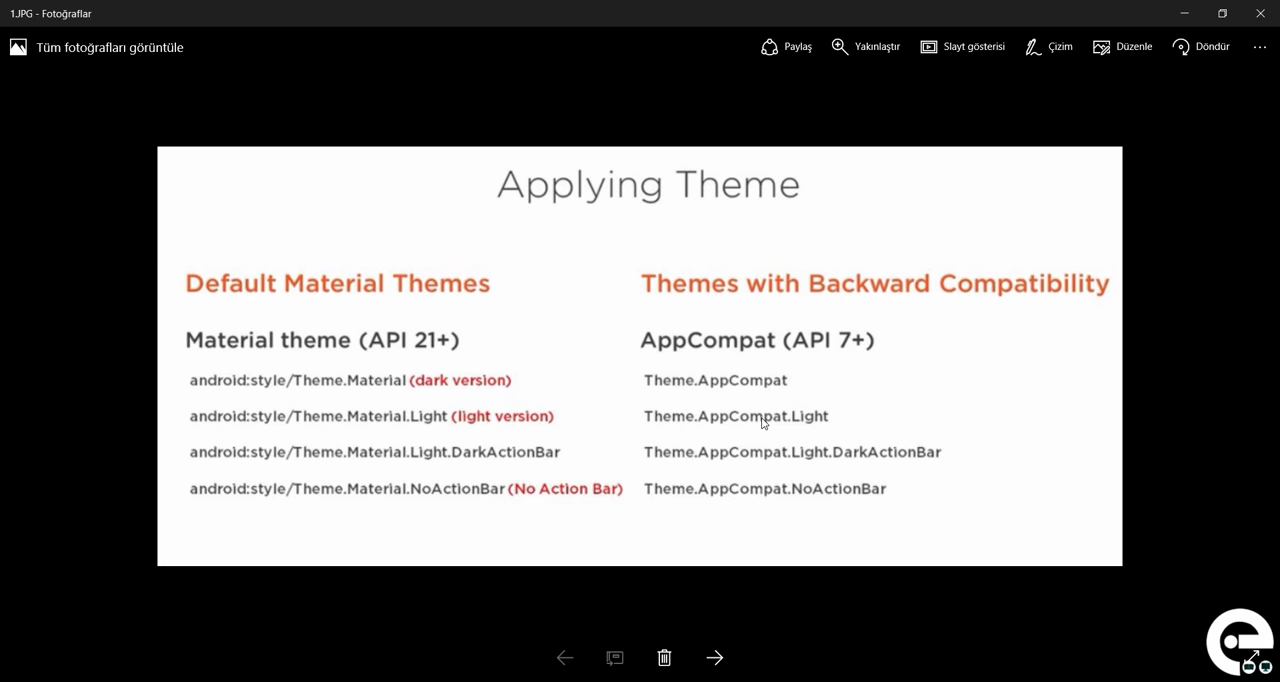 1.JPG - Fotoğraflar
Tüm fotoğrafları görüntüle
Paylaş
Yakınlaştır
Slayt gösterisi
Çizim
Düzenle
Döndür
Applying Theme
Default Material Themes
Material theme (API 21+)
android:style/Theme.Material (dark version)
android:style/Theme.Material.Light (light version)
android:style/Theme.Material.Light.DarkActionBar
android:style/Theme.Material.NoActionBar (No Action Bar)
Themes with Backward Compatibility
AppCompat (API 7+)
Theme.AppCompat
Theme.AppCompat.Light
Theme.AppCompat.Light.DarkActionBar
Theme.AppCompat.NoActionBar